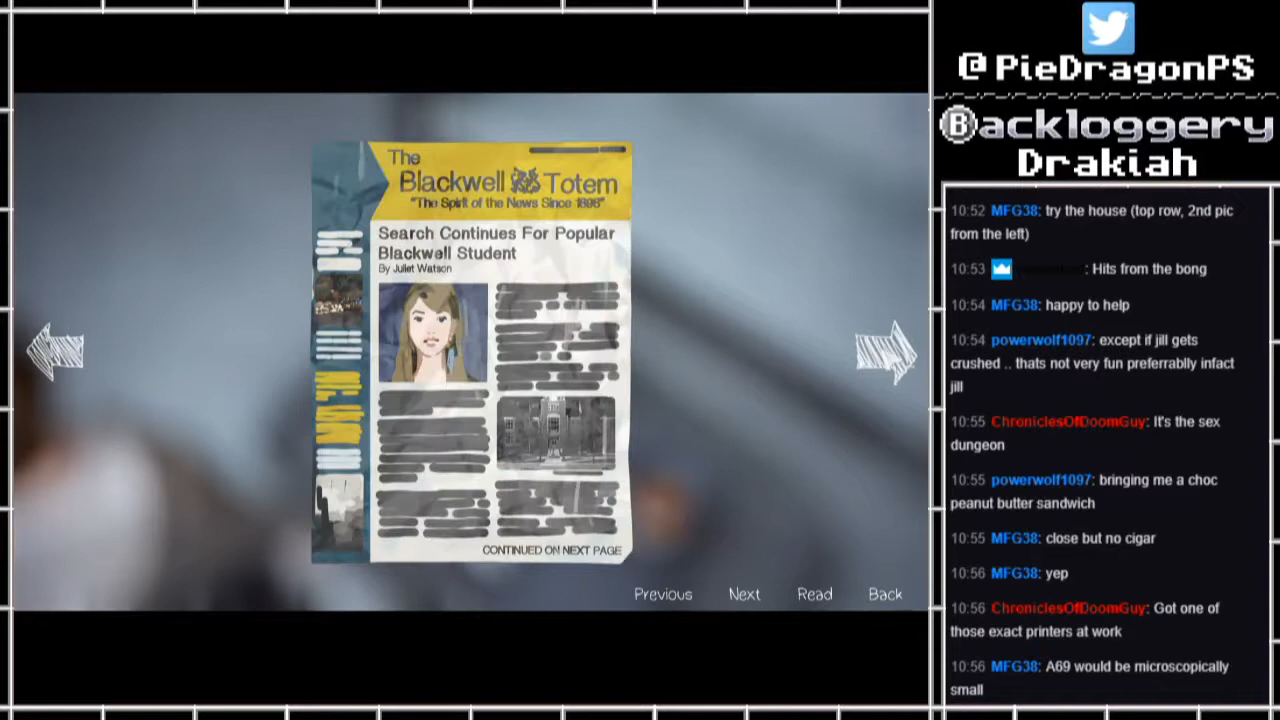 The
Blackwell Totem
"The Spirit of the News Since 1898"
Search Continues For Popular
Blackwell Student
By Juliet Watson
CONTINUED ON NEXT PAGE
Previous Next Read Back
@PieDragonPS
Backloggery
Drakiah
10:52 MFG38: try the house (top row, 2nd pic
from the left)
10:53 : Hits from the bong
10:54 MFG38: happy to help
10:54 powerwolf1097: except if jill gets
crushed .. thats not very fun preferrablly infact
jill
10:55 ChroniclesOfDoomGuy: It's the sex
dungeon
10:55 powerwolf1097: bringing me a choc
peanut butter sandwich
10:55 MFG38: close but no cigar
10:56 MFG38: yep
10:56 ChroniclesOfDoomGuy: Got one of
those exact printers at work
10:56 MFG38: A69 would be microscopically
small